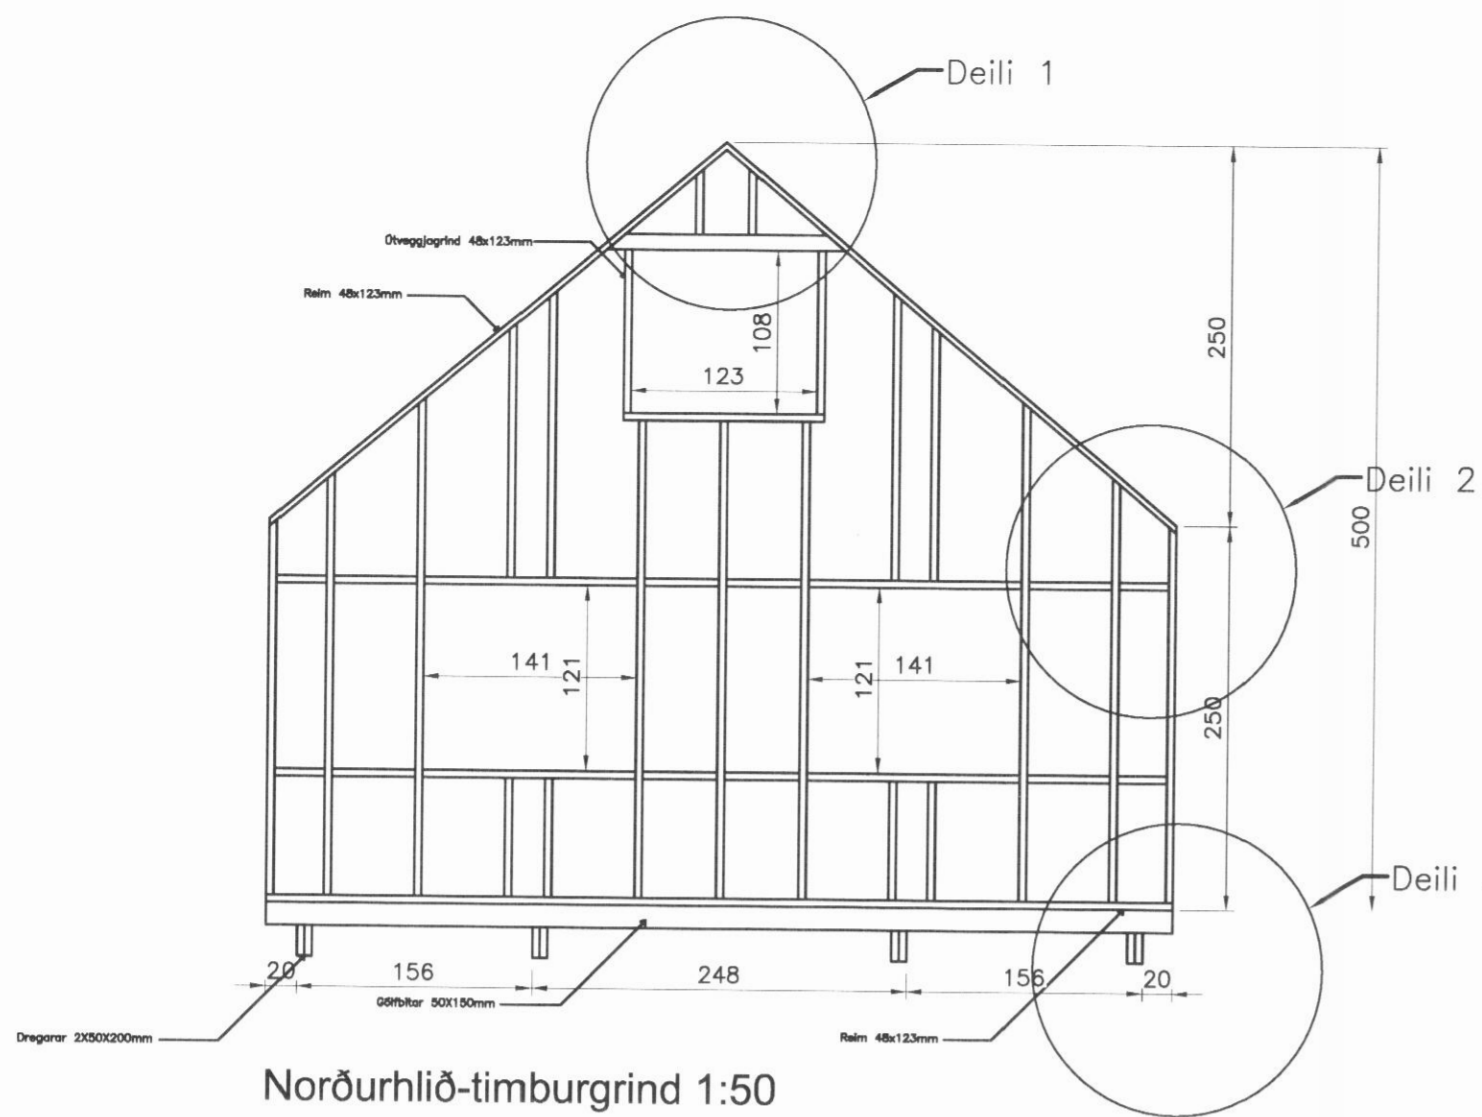 Deili 1
Útveggjagrind 48x123mm
Reim 48x123mm
108
123
250
Deili 2
500
141
121
121
141
250
Deili
20
156
248
156
20
Gólfbitar 50X150mm
Dregarar 2X50X200mm
Reim 48x123mm
Norðurhlið-timburgrind 1:50